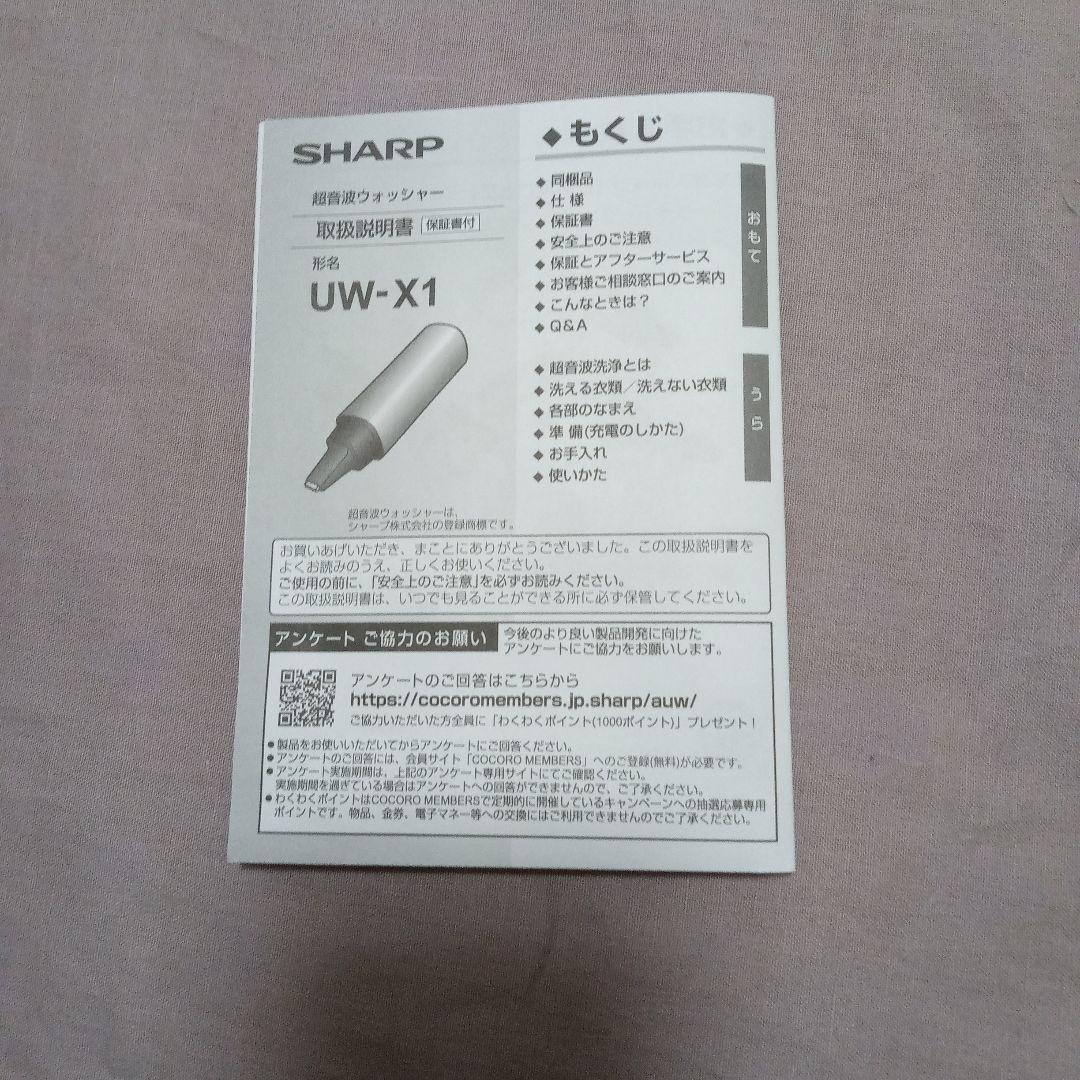 SHARP
超音波ウォッシャー
取扱説明書 保証書付
形名
UW-X1
超音波ウォッシャーは、
シャープ株式会社の登録商標です。
◆もくじ
◆同梱品
◆仕 様
◆保証書
◆安全上のご注意
◆保証とアフターサービス
◆お客様ご相談窓口のご案内
◆こんなときは？
◆Q&A
おもて
◆超音波洗浄とは
◆洗える衣類／洗えない衣類
◆各部のなまえ
◆準 備(充電のしかた)
◆お手入れ
◆使いかた
うら
お買いあげいただき、まことにありがとうございました。この取扱説明書を
よくお読みのうえ、正しくお使いください。
ご使用の前に、「安全上のご注意」を必ずお読みください。
この取扱説明書は、いつでも見ることができる所に必ず保管してください。
アンケート ご協力のお願い
今後のより良い製品開発に向けた
アンケートにご協力をお願いします。
アンケートのご回答はこちらから
https://cocoromembers.jp.sharp/auw/
ご協力いただいた方全員に「わくわくポイント(1000ポイント)」プレゼント！
●製品をお使いいただいてからアンケートにご回答ください。
●アンケートのご回答には、会員サイト「COCORO MEMBERS」へのご登録(無料)が必要です。
●アンケート実施期間は、上記のアンケート専用サイトにてご確認ください。
実施期間を過ぎている場合はアンケートへの回答ができませんので、ご了承ください。
●わくわくポイントはCOCORO MEMBERSで定期的に開催しているキャンペーンへの抽選応募専用
ポイントです。物品、金券、電子マネー等への交換にはご利用できませんのでご了承ください。